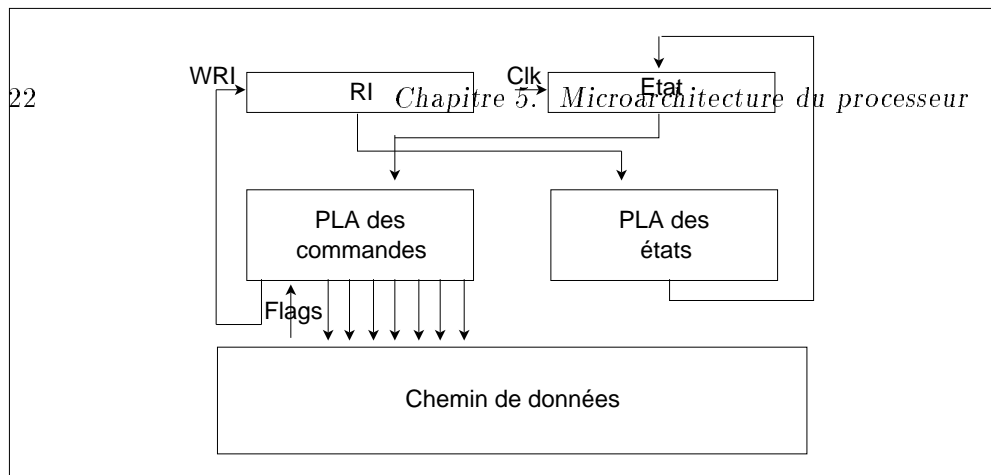 WRI
RI
Clk
Etat
22 Chapitre 5. Microarchitecture du processeur
PLA des
commandes
PLA des
états
Flags
Chemin de données